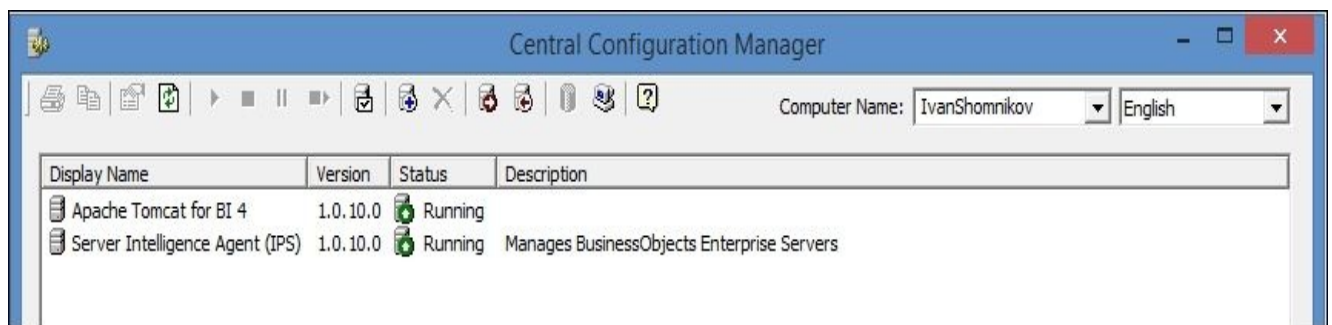 Central Configuration Manager
Computer Name: IvanShomnikov English
Display Name Version Status Description
Apache Tomcat for BI 4 1.0.10.0 Running
Server Intelligence Agent (IPS) 1.0.10.0 Running Manages BusinessObjects Enterprise Servers